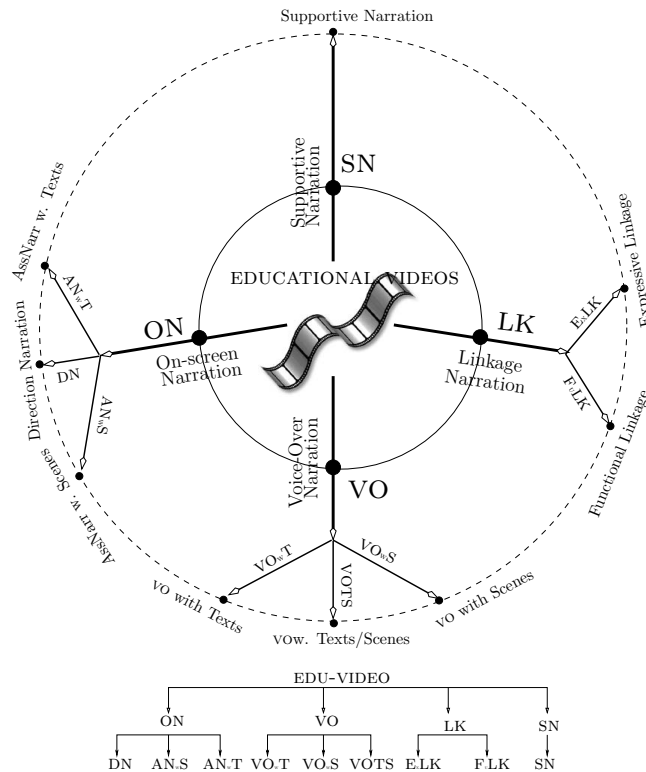 Supportive Narration
SN
Supportive
Narration
AssNarr w. Texts
Expressive Linkage
EDUCATIONAL VIDEOS
AN_wT
E_xLK
ON
LK
On-screen
Narration
Linkage
Narration
Direction Narration
DN
F_uLK
AN_wS
Functional Linkage
AssNarr w. Scenes
Voice-Over
Narration
VO
VO_wT
VOTS
VO_wS
VO with Texts
VO with Scenes
VOw. Texts/Scenes
EDU-VIDEO
ON VO LK SN
DN AN_wS AN_wT VO_wT VO_wS VOTS E_xLK F_uLK SN